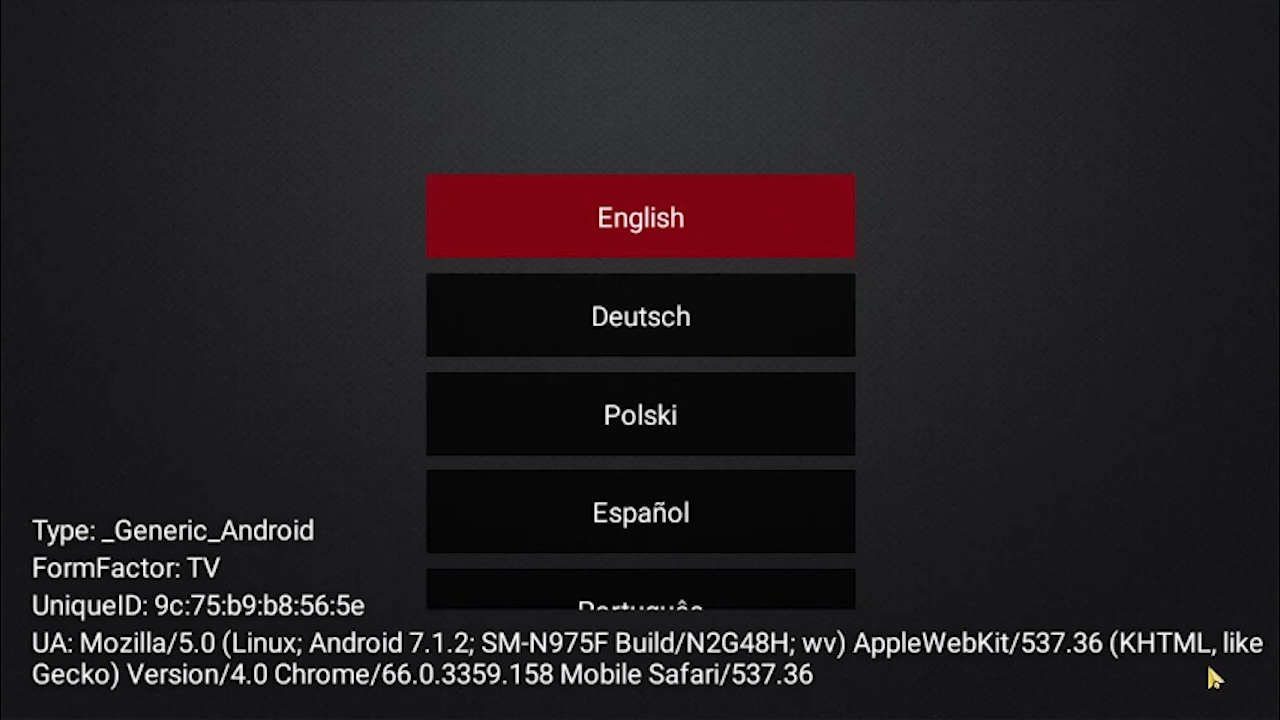 English
Deutsch
Polski
Español
Português
Type: _Generic_Android
FormFactor: TV
UniqueID: 9c:75:b9:b8:56:5e
UA: Mozilla/5.0 (Linux; Android 7.1.2; SM-N975F Build/N2G48H; wv) AppleWebKit/537.36 (KHTML, like
Gecko) Version/4.0 Chrome/66.0.3359.158 Mobile Safari/537.36